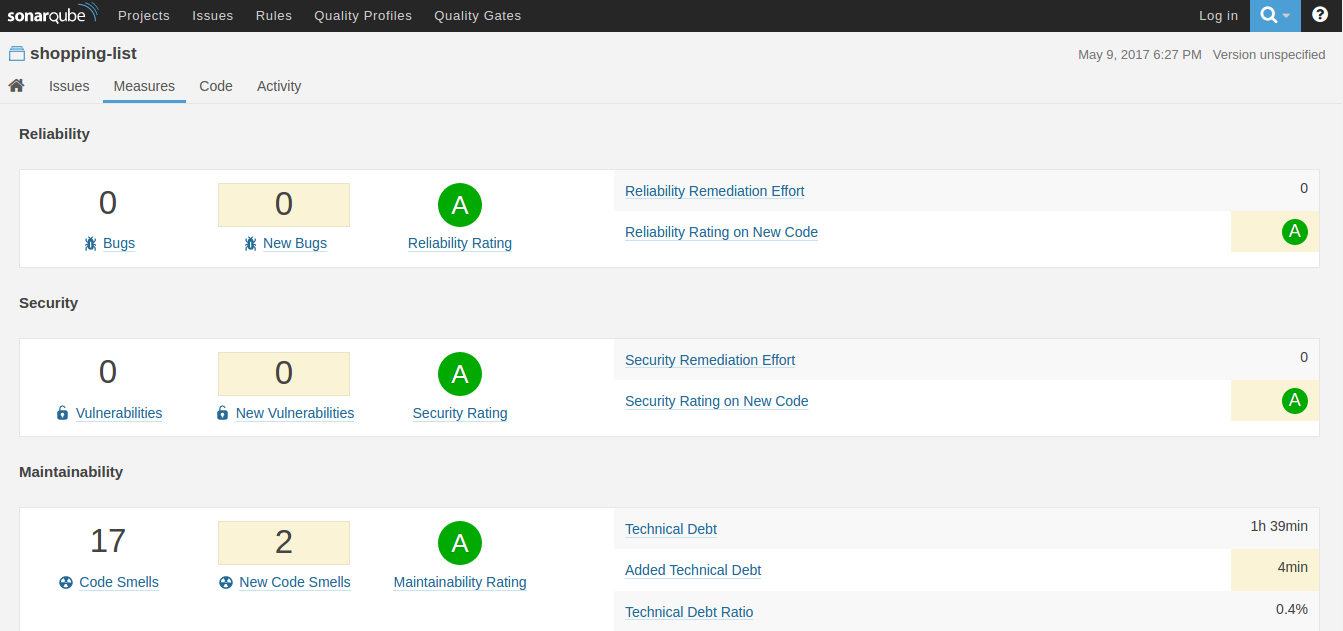 sonarqube Projects Issues Rules Quality Profiles Quality Gates Log in ?
shopping-list May 9, 2017 6:27 PM Version unspecified
Issues Measures Code Activity
Reliability
0 0 A Reliability Remediation Effort 0
Bugs New Bugs Reliability Rating Reliability Rating on New Code A
Security
0 0 A Security Remediation Effort 0
Vulnerabilities New Vulnerabilities Security Rating Security Rating on New Code A
Maintainability
17 2 A Technical Debt 1h 39min
Code Smells New Code Smells Maintainability Rating Added Technical Debt 4min
Technical Debt Ratio 0.4%